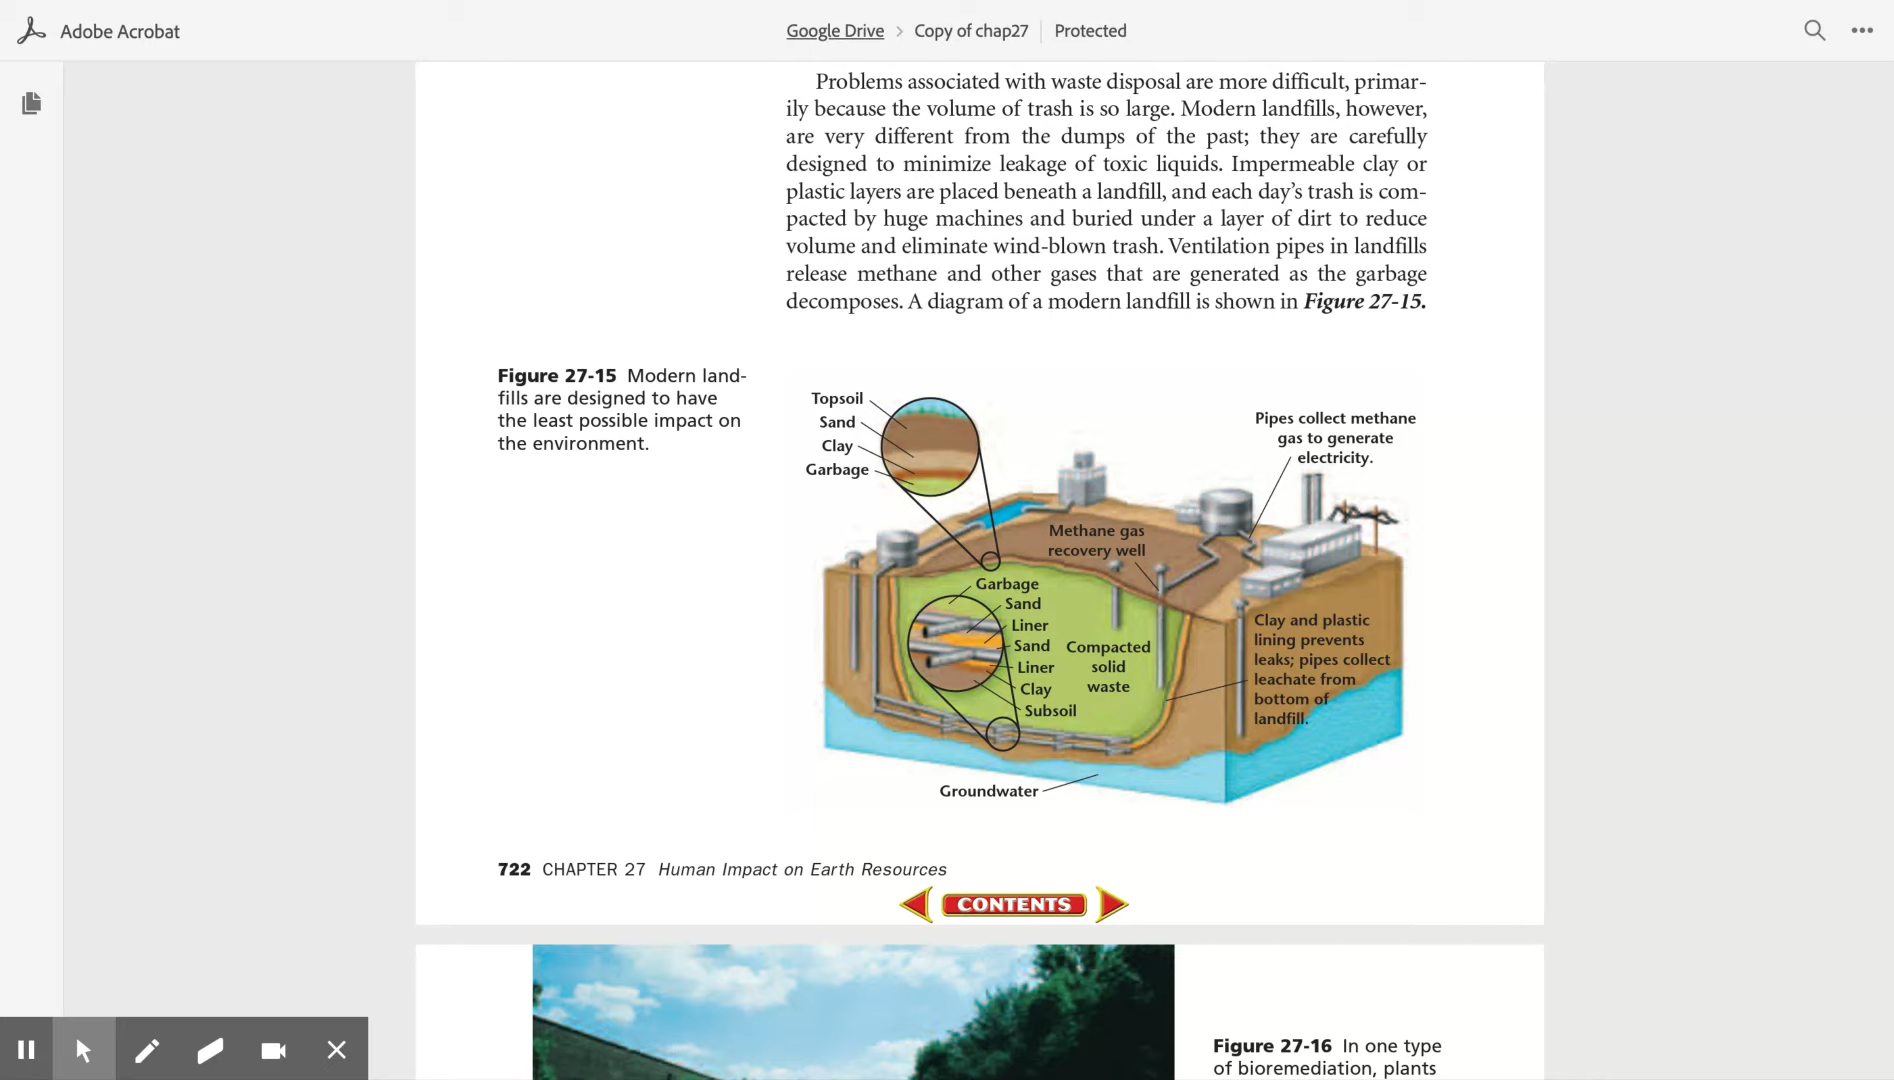 Adobe Acrobat
Google Drive > Copy of chap27 | Protected
Problems associated with waste disposal are more difficult, primar-
ily because the volume of trash is so large. Modern landfills, however,
are very different from the dumps of the past; they are carefully
designed to minimize leakage of toxic liquids. Impermeable clay or
plastic layers are placed beneath a landfill, and each day's trash is com-
pacted by huge machines and buried under a layer of dirt to reduce
volume and eliminate wind-blown trash. Ventilation pipes in landfills
release methane and other gases that are generated as the garbage
decomposes. A diagram of a modern landfill is shown in Figure 27-15.
Figure 27-15 Modern land-
fills are designed to have
the least possible impact on
the environment.
Topsoil
Sand
Clay
Garbage
Pipes collect methane
gas to generate
electricity.
Methane gas
recovery well
Garbage
Sand
Liner
Sand
Liner
Clay
Subsoil
Compacted
solid
waste
Clay and plastic
lining prevents
leaks; pipes collect
leachate from
bottom of
landfill.
Groundwater
722 CHAPTER 27 Human Impact on Earth Resources
CONTENTS
Figure 27-16 In one type
of bioremediation, plants